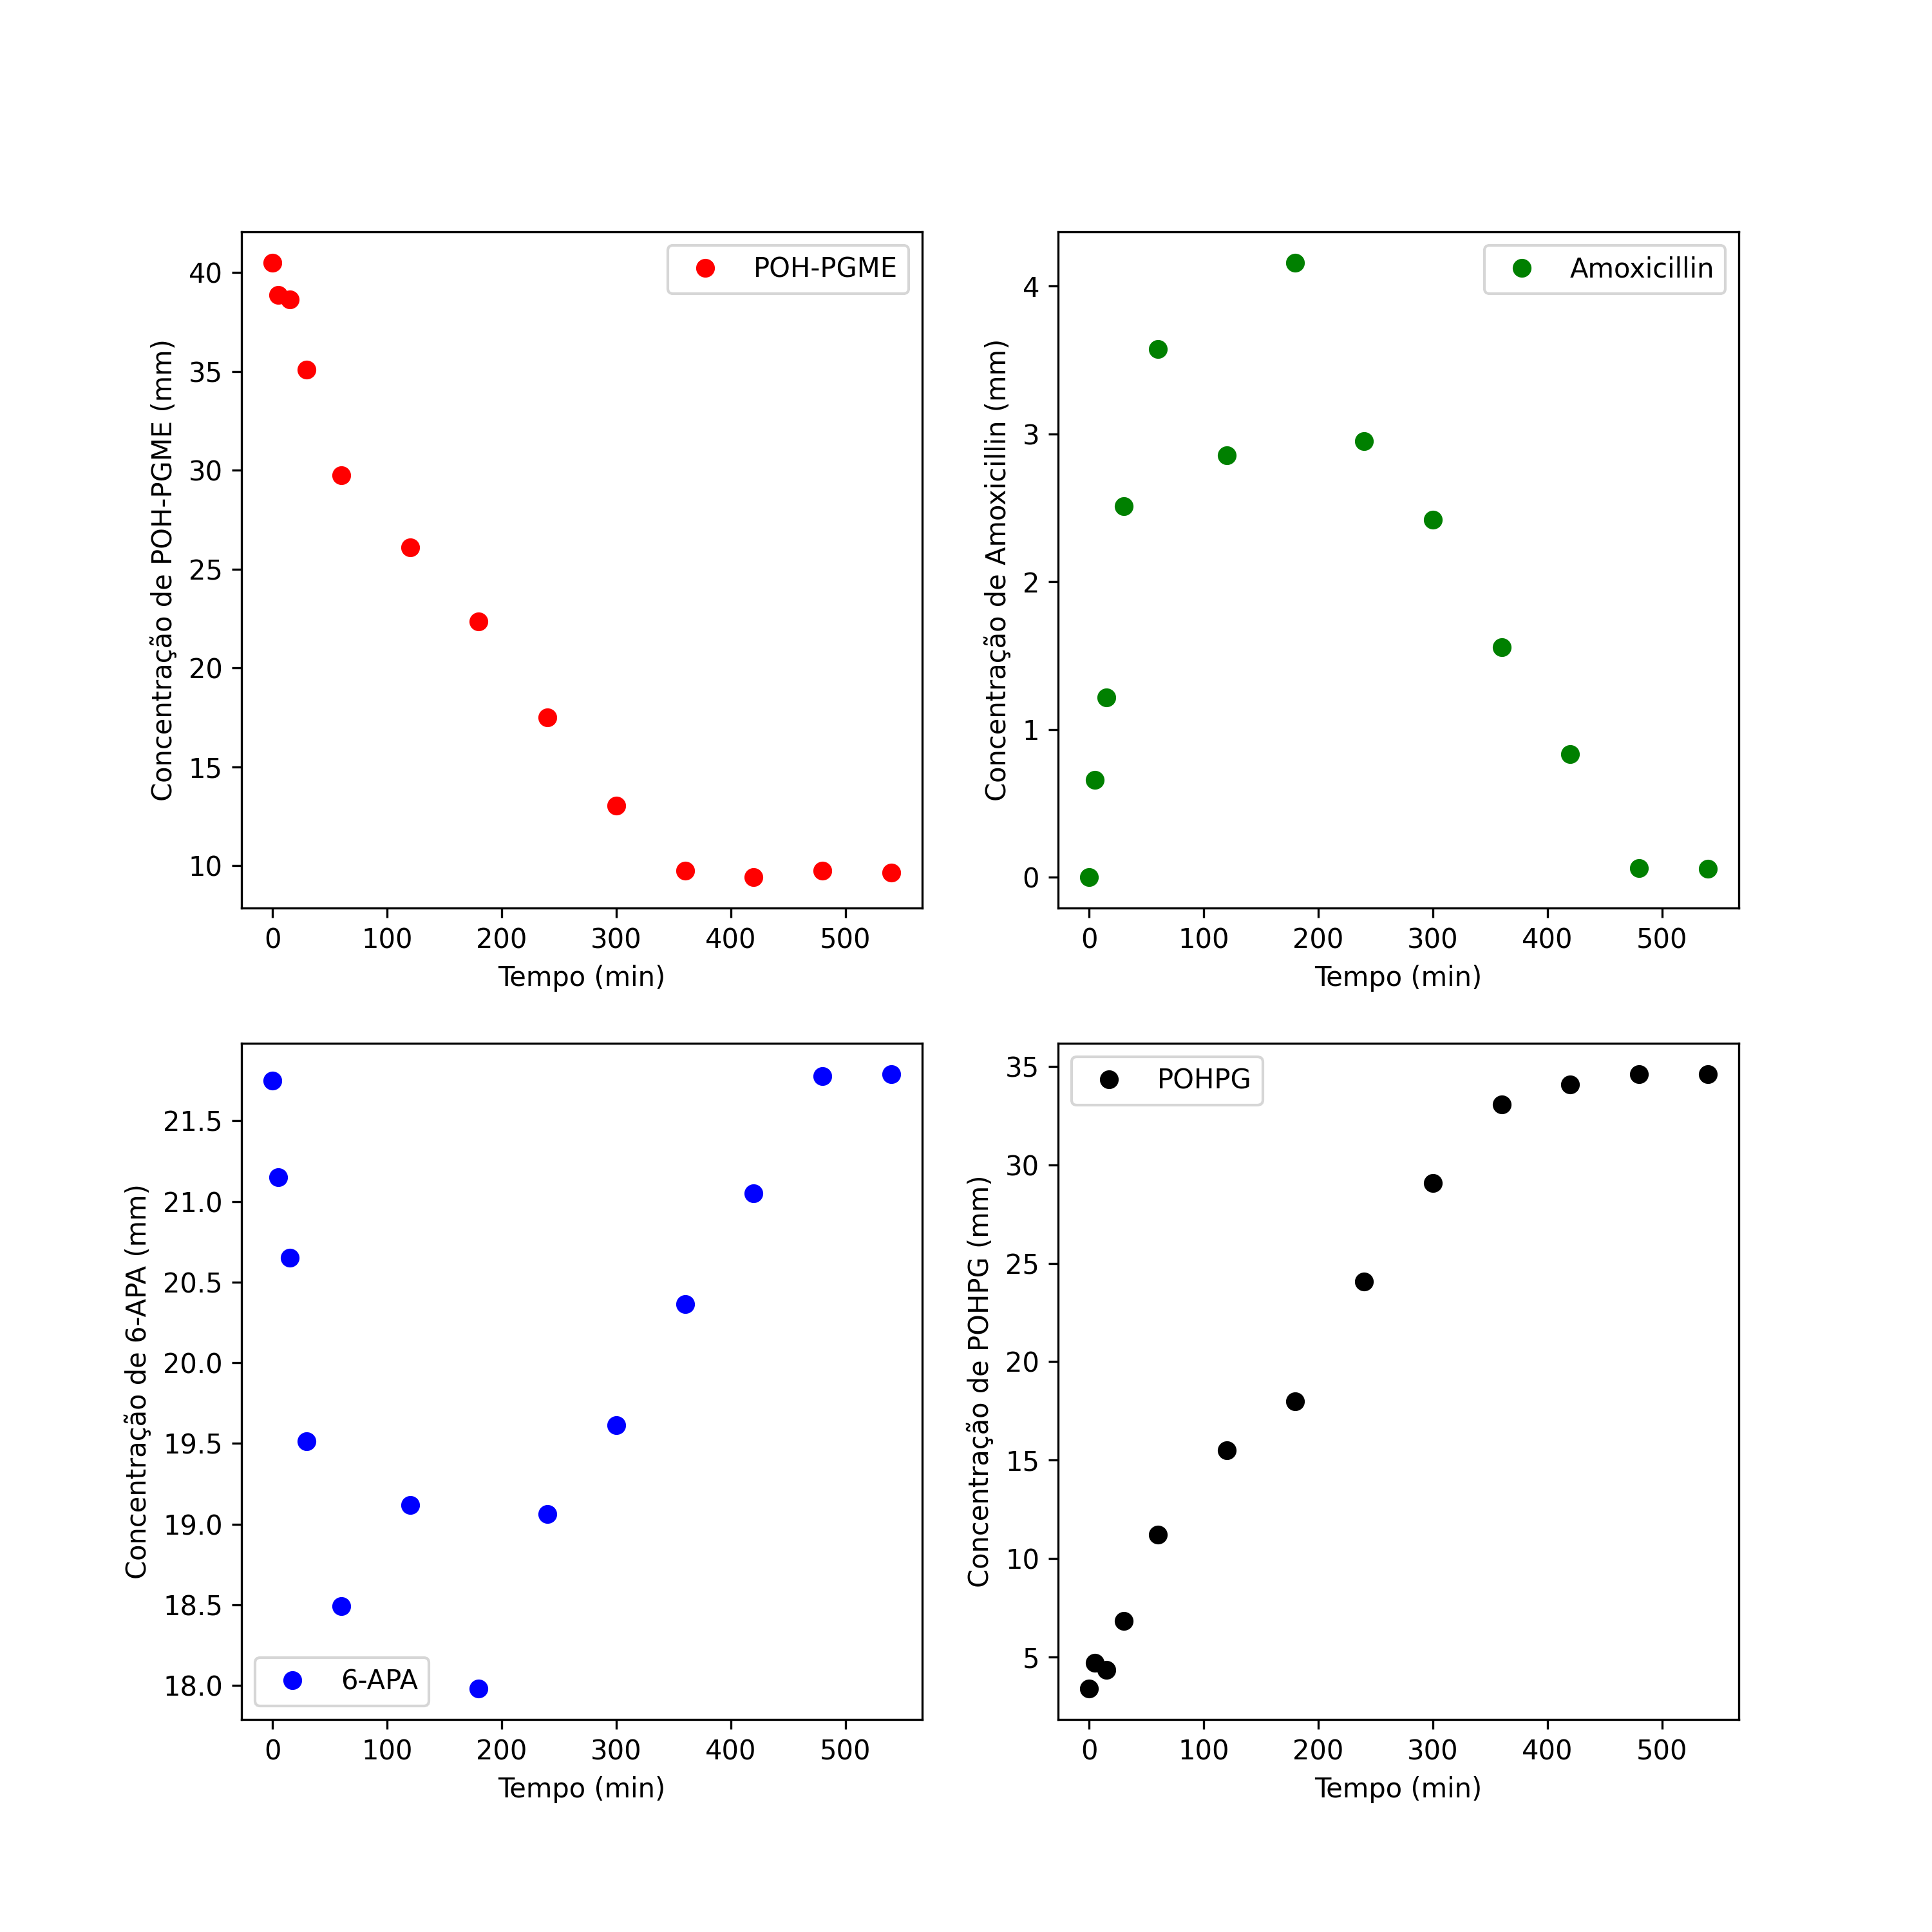 POH-PGME
40
35
30
25
20
15
10
Concentração de POH-PGME (mm)
0 100 200 300 400 500
Tempo (min)
Amoxicillin
4
3
2
1
0
Concentração de Amoxicillin (mm)
0 100 200 300 400 500
Tempo (min)
21.5
21.0
20.5
20.0
19.5
19.0
18.5
18.0
Concentração de 6-APA (mm)
6-APA
0 100 200 300 400 500
Tempo (min)
POHPG
35
30
25
20
15
10
5
Concentração de POHPG (mm)
0 100 200 300 400 500
Tempo (min)